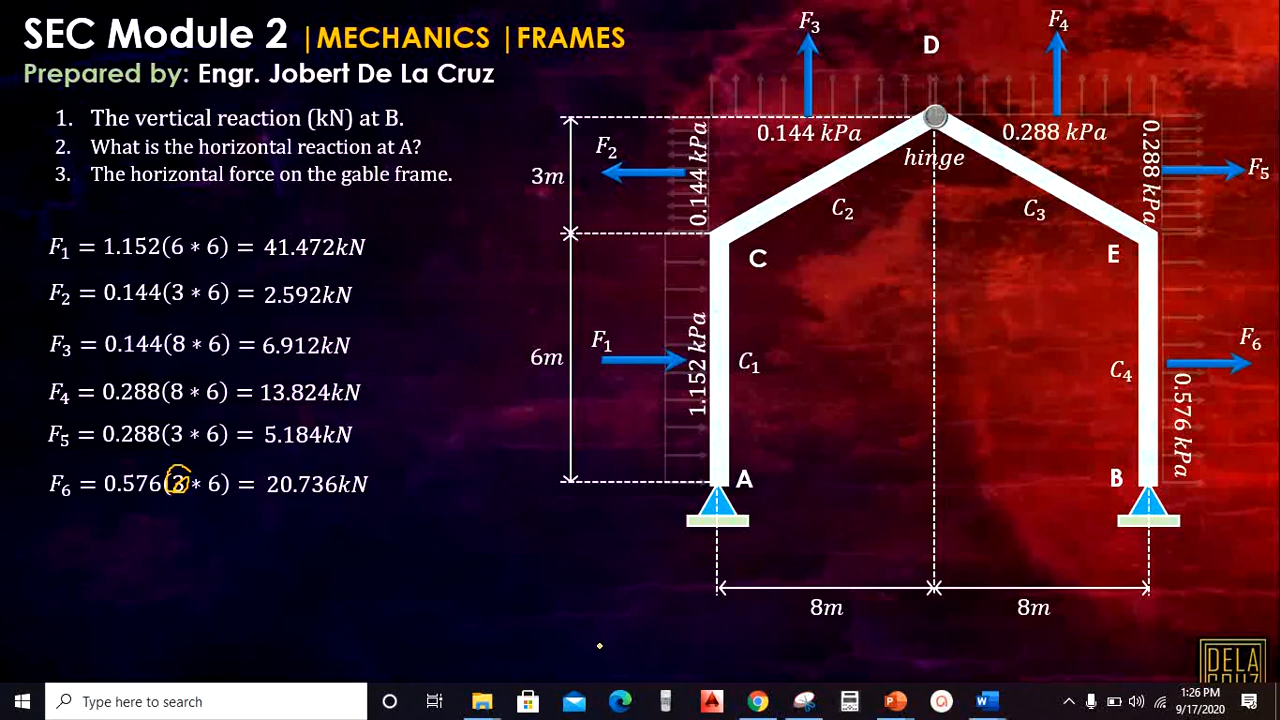 SEC Module 2 |MECHANICS |FRAMES
Prepared by: Engr. Jobert De La Cruz
1. The vertical reaction (kN) at B.
2. What is the horizontal reaction at A?
3. The horizontal force on the gable frame.
F₁ = 1.152(6 ∗ 6) = 41.472kN
F₂ = 0.144(3 ∗ 6) = 2.592kN
F₃ = 0.144(8 ∗ 6) = 6.912kN
F₄ = 0.288(8 ∗ 6) = 13.824kN
F₅ = 0.288(3 ∗ 6) = 5.184kN
F₆ = 0.576(3 ∗ 6) = 20.736kN
F₃
D
F₄
0.144 kPa
0.288 kPa
hinge
F₂
0.144 kPa
0.288 kPa
F₅
3m
C₂
C₃
C
E
F₁
1.152 kPa
C₁
C₄
F₆
0.576 kPa
6m
A
B
8m
8m
DELA
CRUZ
Type here to search
1:26 PM
9/17/2020